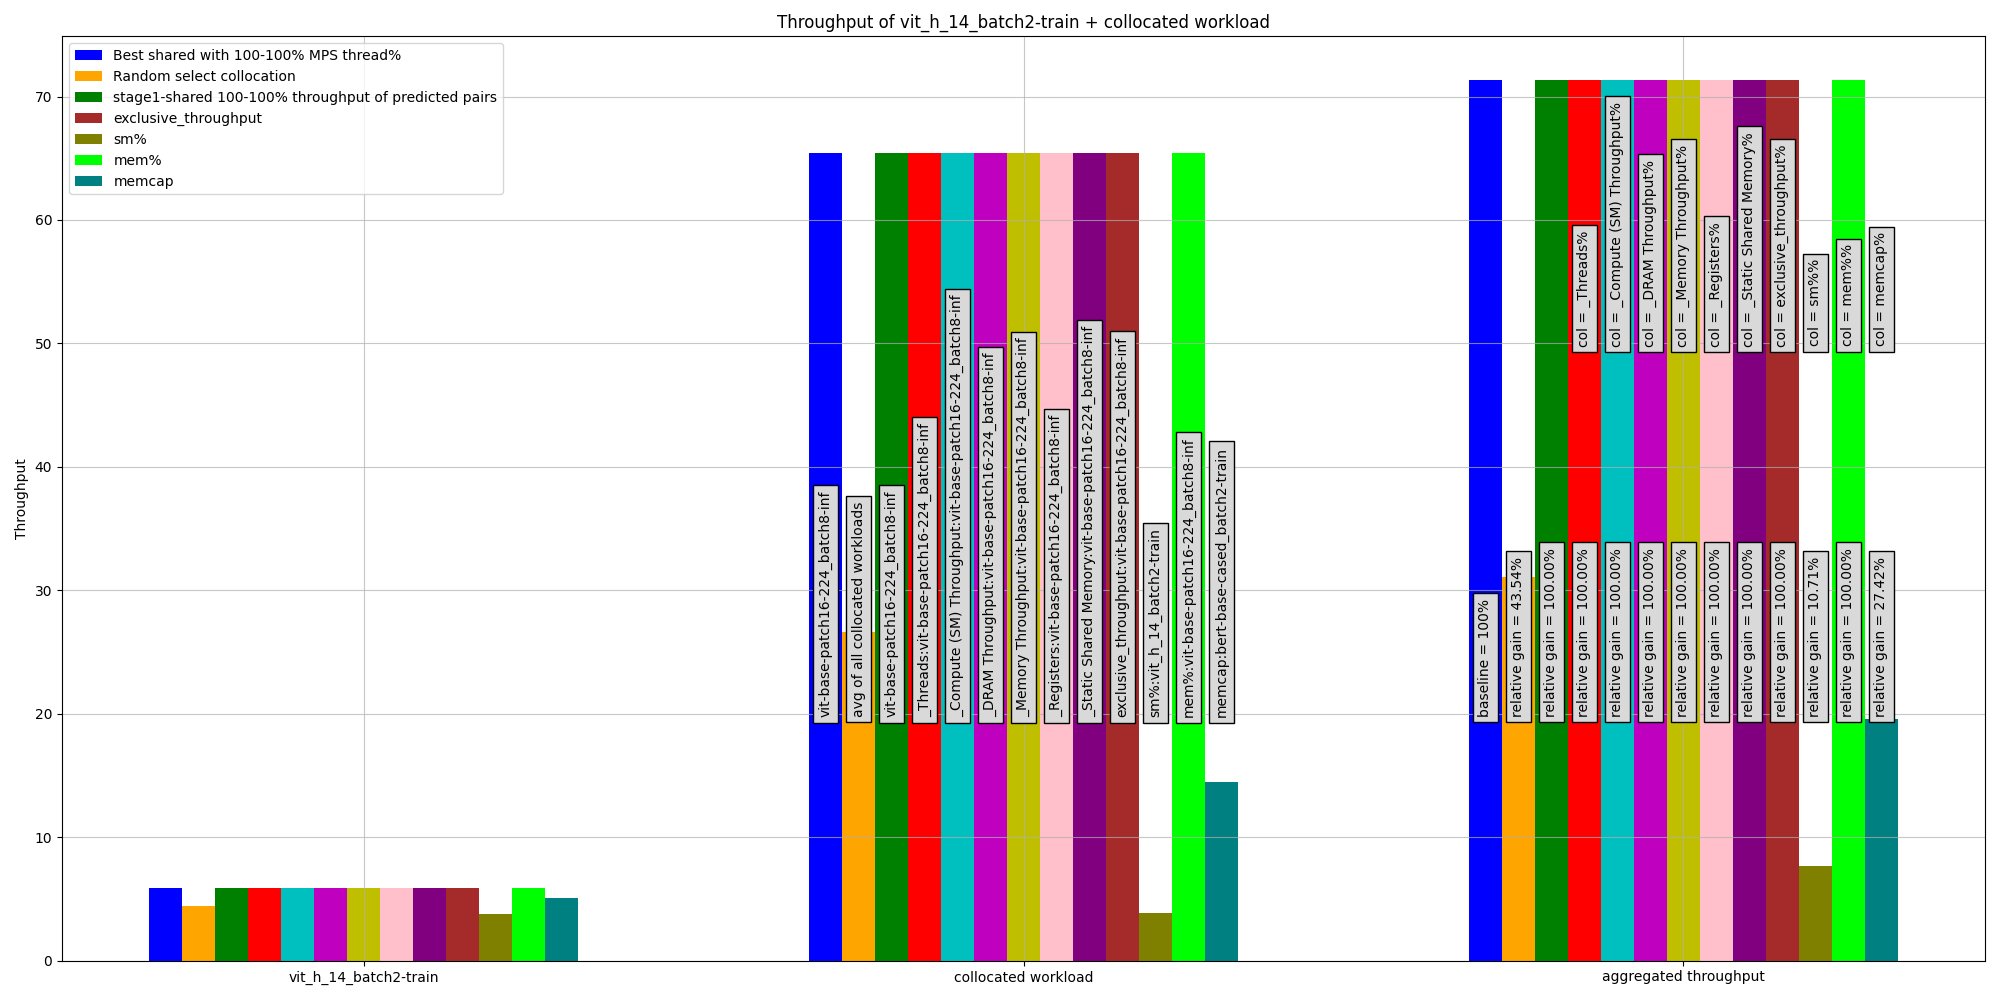 Throughput of vit_h_14_batch2-train + collocated workload
Best shared with 100-100% MPS thread%
Random select collocation
stage1-shared 100-100% throughput of predicted pairs
exclusive_throughput
sm%
mem%
memcap
Throughput
70
60
50
40
30
20
10
0
vit-base-patch16-224_batch8-inf
avg of all collocated workloads
vit-base-patch16-224_batch8-inf
_Threads:vit-base-patch16-224_batch8-inf
_Compute (SM) Throughput:vit-base-patch16-224_batch8-inf
_DRAM Throughput:vit-base-patch16-224_batch8-inf
_Memory Throughput:vit-base-patch16-224_batch8-inf
_Registers:vit-base-patch16-224_batch8-inf
_Static Shared Memory:vit-base-patch16-224_batch8-inf
exclusive_throughput:vit-base-patch16-224_batch8-inf
sm%:vit_h_14_batch2-train
mem%:vit-base-patch16-224_batch8-inf
memcap:bert-base-cased_batch2-train
col = _Threads%
col = _Compute (SM) Throughput%
col = _DRAM Throughput%
col = _Memory Throughput%
col = _Registers%
col = _Static Shared Memory%
col = exclusive_throughput%
col = sm%%
col = mem%%
col = memcap%
baseline = 100%
relative gain = 43.54%
relative gain = 100.00%
relative gain = 100.00%
relative gain = 100.00%
relative gain = 100.00%
relative gain = 100.00%
relative gain = 100.00%
relative gain = 100.00%
relative gain = 100.00%
relative gain = 10.71%
relative gain = 100.00%
relative gain = 27.42%
vit_h_14_batch2-train
collocated workload
aggregated throughput